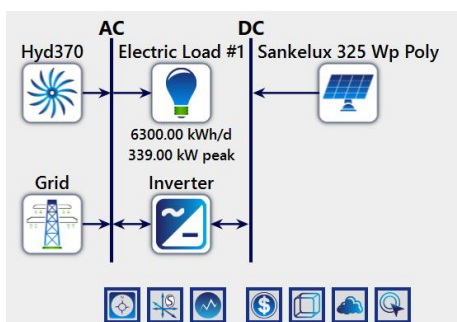 AC DC
Hyd370 Electric Load #1 Sankelux 325 Wp Poly
6300.00 kWh/d
339.00 kW peak
Grid Inverter